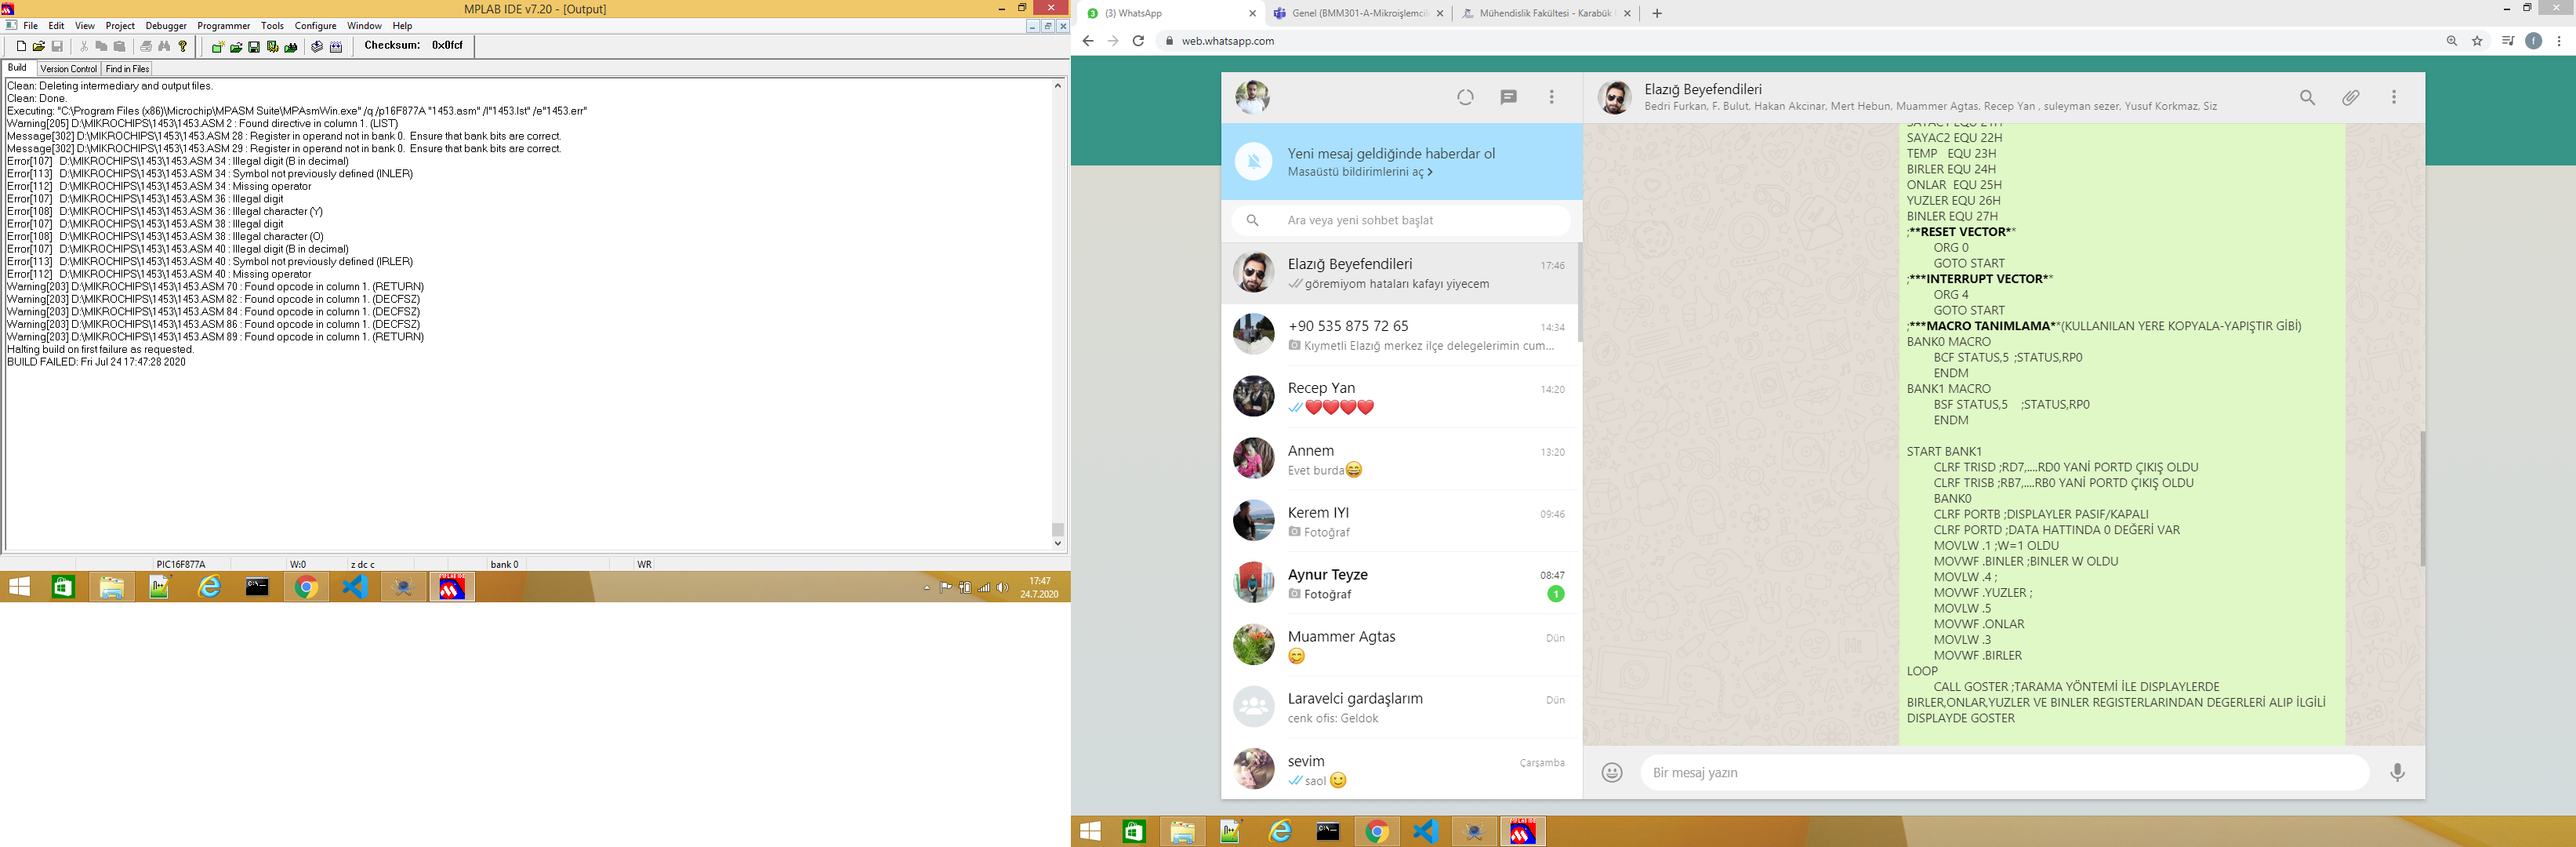 MPLAB IDE v7.20 - [Output]
File Edit View Project Debugger Programmer Tools Configure Window Help
Checksum: 0x0fcf
Build Version Control Find in Files
Clean: Deleting intermediary and output files.
Clean: Done.
Executing: "C:\Program Files (x86)\Microchip\MPASM Suite\MPAsmWin.exe" /q /p16F877A "1453.asm" /l"1453.lst" /e"1453.err"
Warning[205] D:\MIKROCHIPS\1453\1453.ASM 2 : Found directive in column 1. (LIST)
Message[302] D:\MIKROCHIPS\1453\1453.ASM 28 : Register in operand not in bank 0. Ensure that bank bits are correct.
Message[302] D:\MIKROCHIPS\1453\1453.ASM 29 : Register in operand not in bank 0. Ensure that bank bits are correct.
Error[107] D:\MIKROCHIPS\1453\1453.ASM 34 : Illegal digit (B in decimal)
Error[113] D:\MIKROCHIPS\1453\1453.ASM 34 : Symbol not previously defined (INLER)
Error[112] D:\MIKROCHIPS\1453\1453.ASM 34 : Missing operator
Error[107] D:\MIKROCHIPS\1453\1453.ASM 36 : Illegal digit
Error[108] D:\MIKROCHIPS\1453\1453.ASM 36 : Illegal character (Y)
Error[107] D:\MIKROCHIPS\1453\1453.ASM 38 : Illegal digit
Error[108] D:\MIKROCHIPS\1453\1453.ASM 38 : Illegal character (O)
Error[107] D:\MIKROCHIPS\1453\1453.ASM 40 : Illegal digit (B in decimal)
Error[113] D:\MIKROCHIPS\1453\1453.ASM 40 : Symbol not previously defined (IRLER)
Error[112] D:\MIKROCHIPS\1453\1453.ASM 40 : Missing operator
Warning[203] D:\MIKROCHIPS\1453\1453.ASM 70 : Found opcode in column 1. (RETURN)
Warning[203] D:\MIKROCHIPS\1453\1453.ASM 82 : Found opcode in column 1. (DECFSZ)
Warning[203] D:\MIKROCHIPS\1453\1453.ASM 84 : Found opcode in column 1. (DECFSZ)
Warning[203] D:\MIKROCHIPS\1453\1453.ASM 86 : Found opcode in column 1. (DECFSZ)
Warning[203] D:\MIKROCHIPS\1453\1453.ASM 89 : Found opcode in column 1. (RETURN)
Halting build on first failure as requested.
BUILD FAILED: Fri Jul 24 17:47:28 2020
PIC16F877A W:0 z dc c bank 0 WR
17:47
24.7.2020
(3) WhatsApp
Genel (BMM301-A-Mikroişlemci
Mühendislik Fakültesi - Karabük
web.whatsapp.com
Yeni mesaj geldiğinde haberdar ol
Masaüstü bildirimlerini aç >
Ara veya yeni sohbet başlat
Elazığ Beyefendileri 17:46
göremiyom hataları kafayı yiyecem
+90 535 875 72 65 14:34
Kıymetli Elazığ merkez ilçe delegelerimin cum...
Recep Yan 14:20
❤️❤️❤️❤️
Annem 13:20
Evet burda😅
Kerem IYI 09:46
Fotoğraf
Aynur Teyze 08:47
Fotoğraf 1
Muammer Agtas Dün
😋
Laravelci gardaşlarım Dün
cenk ofis: Geldok
sevim Çarşamba
saol 🙂
Elazığ Beyefendileri
Bedri Furkan, F. Bulut, Hakan Akcinar, Mert Hebun, Muammer Agtas, Recep Yan , suleyman sezer, Yusuf Korkmaz, Siz
SAYAC1 EQU 21H
SAYAC2 EQU 22H
TEMP EQU 23H
BIRLER EQU 24H
ONLAR EQU 25H
YUZLER EQU 26H
BINLER EQU 27H
;**RESET VECTOR**
ORG 0
GOTO START
;***INTERRUPT VECTOR**
ORG 4
GOTO START
;***MACRO TANIMLAMA**(KULLANILAN YERE KOPYALA-YAPIŞTIR GİBİ)
BANK0 MACRO
BCF STATUS,5 ;STATUS,RP0
ENDM
BANK1 MACRO
BSF STATUS,5 ;STATUS,RP0
ENDM
START BANK1
CLRF TRISD ;RD7,....RD0 YANİ PORTD ÇIKIŞ OLDU
CLRF TRISB ;RB7,....RB0 YANİ PORTD ÇIKIŞ OLDU
BANK0
CLRF PORTB ;DISPLAYLER PASIF/KAPALI
CLRF PORTD ;DATA HATTINDA 0 DEĞERİ VAR
MOVLW .1 ;W=1 OLDU
MOVWF .BINLER ;BINLER W OLDU
MOVLW .4 ;
MOVWF .YUZLER ;
MOVLW .5
MOVWF .ONLAR
MOVLW .3
MOVWF .BIRLER
LOOP
CALL GOSTER ;TARAMA YÖNTEMİ İLE DISPLAYLERDE
BIRLER,ONLAR,YUZLER VE BINLER REGISTERLARINDAN DEGERLERİ ALIP İLGİLİ
DISPLAYDE GOSTER
Bir mesaj yazın